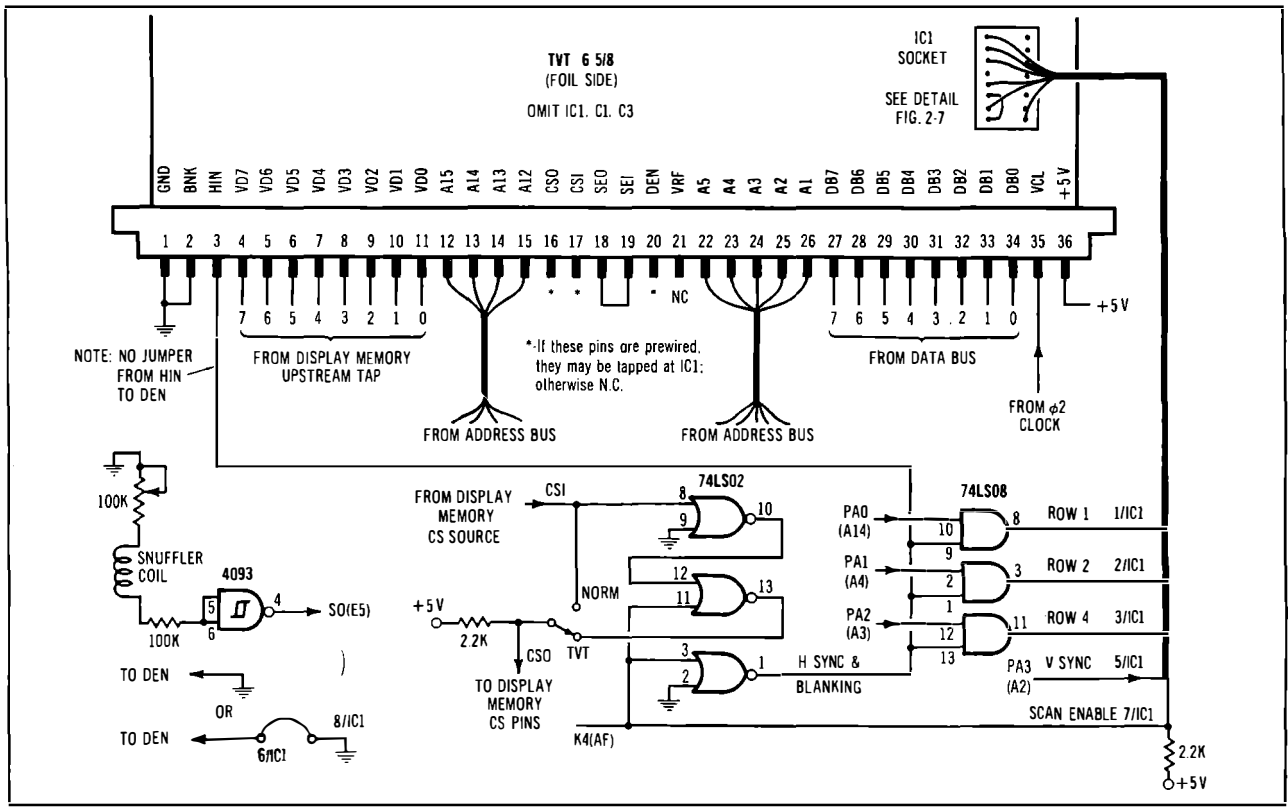 TVT 6 5/8
(FOIL SIDE)
OMIT IC1. C1. C3
IC1
SOCKET
SEE DETAIL
FIG. 2-7
GND BNK HIN VD7 VD6 VD5 VD4 VD3 VD2 VD1 VD0 A15 A14 A13 A12 CSO CSI SEO SEI DEN VRF A5 A4 A3 A2 A1 DB7 DB6 DB5 DB4 DB3 DB2 DB1 DB0 VCL +5V
1 2 3 4 5 6 7 8 9 10 11 12 13 14 15 16 17 18 19 20 21 22 23 24 25 26 27 28 29 30 31 32 33 34 35 36
* * * NC
7 6 5 4 3 2 1 0
7 6 5 4 3 2 1 0
+5V
NOTE: NO JUMPER
FROM HIN
TO DEN
FROM DISPLAY MEMORY
UPSTREAM TAP
*-If these pins are prewired,
they may be tapped at IC1;
otherwise N.C.
FROM DATA BUS
FROM ADDRESS BUS
FROM ADDRESS BUS
FROM φ2
CLOCK
100K
SNUFFLER
COIL
4093
5
6
4
SO(E5)
100K
TO DEN
OR
TO DEN
6/IC1
8/IC1
FROM DISPLAY
MEMORY
CS SOURCE
CSI
74LS02
8
9
10
12
11
13
3
2
1
NORM
TVT
+5V
2.2K
CSO
TO DISPLAY
MEMORY
CS PINS
H SYNC &
BLANKING
K4(AF)
74LS08
PA0
(A14)
10
9
8
ROW 1 1/IC1
PA1
(A4)
2
1
3
ROW 2 2/IC1
PA2
(A3)
12
13
11
ROW 4 3/IC1
PA3
(A2)
V SYNC 5/IC1
SCAN ENABLE 7/IC1
2.2K
+5V